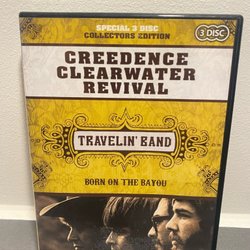 SPECIAL 3 DISC
COLLECTORS EDITION
3 DISC
CREEDENCE
CLEARWATER
REVIVAL
TRAVELIN' BAND
BORN ON THE BAYOU